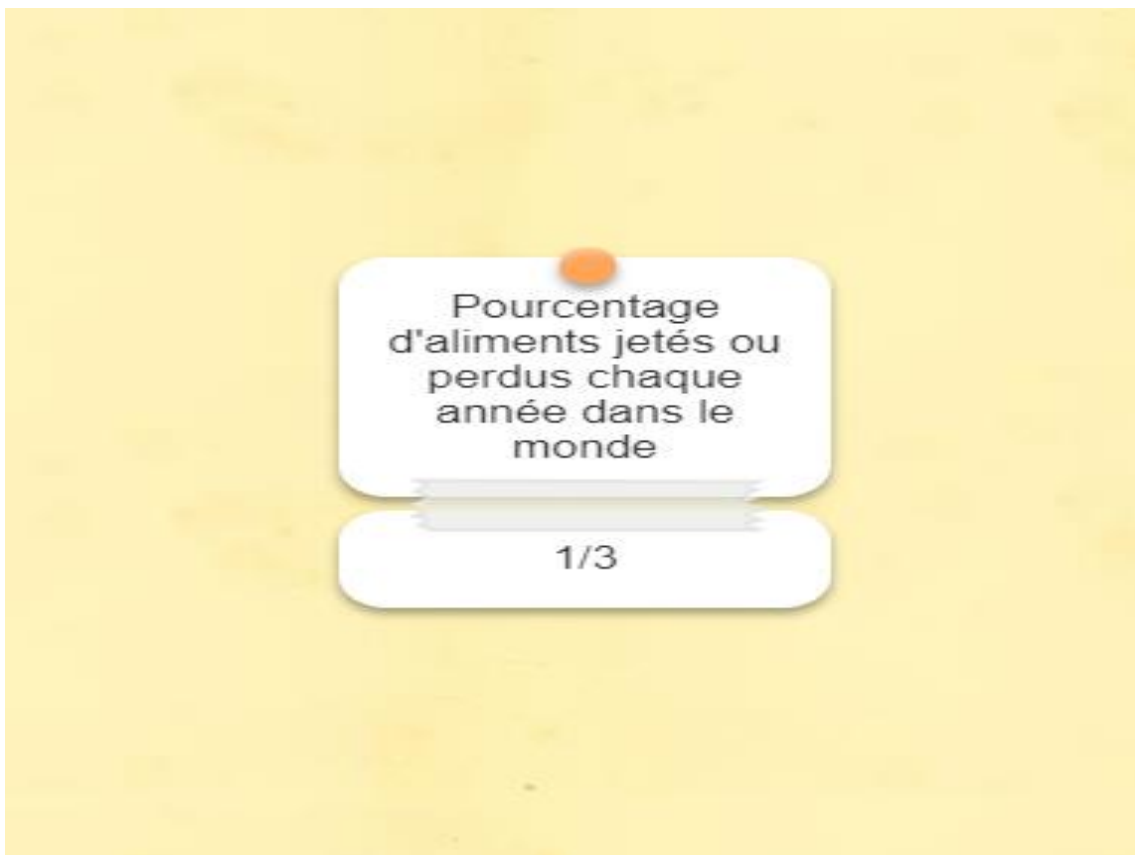 Pourcentage
d'aliments jetés ou
perdus chaque
année dans le
monde
1/3